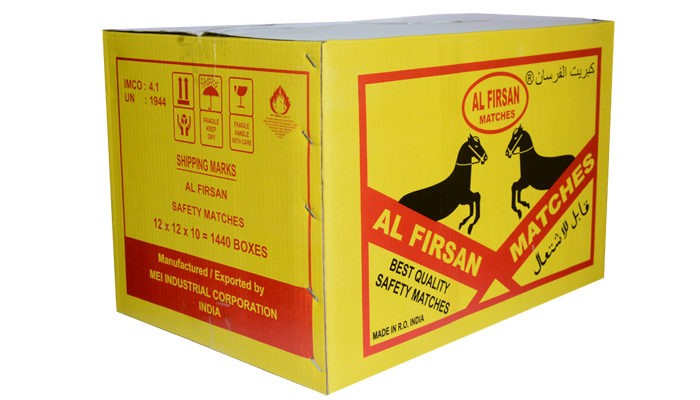 IMCO : 4.1
UN : 1944
FRAGILE
KEEP
DRY
FRAGILE
HANDLE
WITH CARE
SHIPPING MARKS
AL FIRSAN
SAFETY MATCHES
12 x 12 x 10 = 1440 BOXES
Manufactured / Exported by
MEI INDUSTRIAL CORPORATION
INDIA
كبريت الفرسان®
AL FIRSAN
MATCHES
AL FIRSAN
MATCHES
BEST QUALITY
SAFETY MATCHES
قابل للاشتعال
MADE IN R.O. INDIA